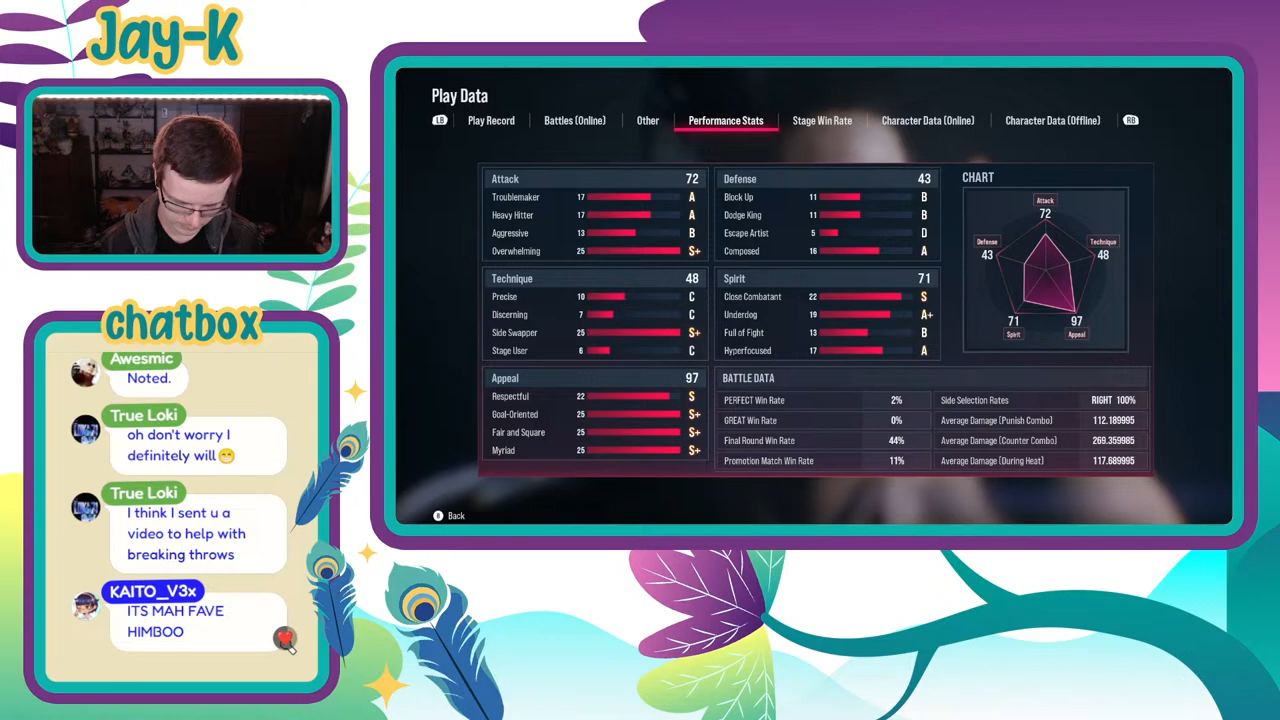 Jay-K
chatbox
Awesmic
Noted.
True Loki
oh don't worry I
definitely will😁
True Loki
I think I sent u a
video to help with
breaking throws
KAITO_V3x
ITS MAH FAVE
HIMBOO
Play Data
LB Play Record Battles (Online) Other Performance Stats Stage Win Rate Character Data (Online) Character Data (Offline) RB
Attack 72
Troublemaker 17 A
Heavy Hitter 17 A
Aggressive 13 B
Overwhelming 25 S+
Defense 43
Block Up 11 B
Dodge King 11 B
Escape Artist 5 D
Composed 16 A
Technique 48
Precise 10 C
Discerning 7 C
Side Swapper 25 S+
Stage User 6 C
Spirit 71
Close Combatant 22 S
Underdog 19 A+
Full of Fight 13 B
Hyperfocused 17 A
Appeal 97
Respectful 22 S
Goal-Oriented 25 S+
Fair and Square 25 S+
Myriad 25 S+
BATTLE DATA
PERFECT Win Rate 2%
GREAT Win Rate 0%
Final Round Win Rate 44%
Promotion Match Win Rate 11%
Side Selection Rates RIGHT 100%
Average Damage (Punish Combo) 112.189995
Average Damage (Counter Combo) 269.359985
Average Damage (During Heat) 117.689995
CHART
Attack
72
Defense
43
Technique
48
71
Spirit
97
Appeal
B Back